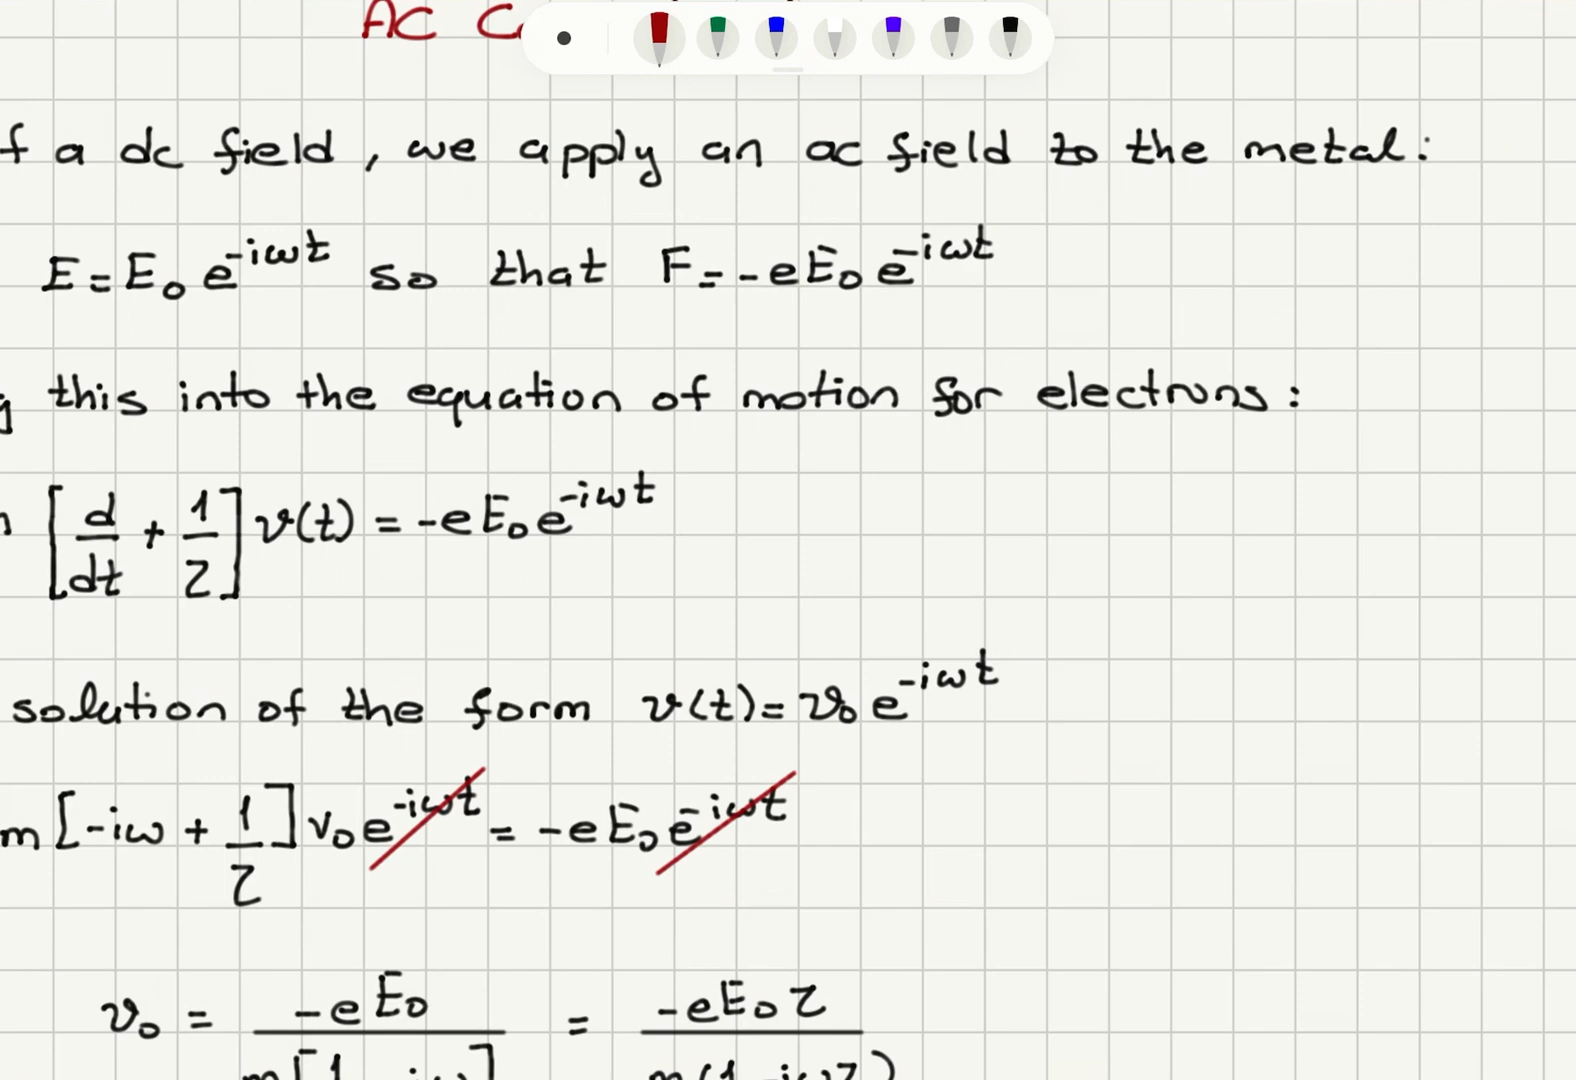 AC
f a dc field, we apply an ac field to the metal:
E = E₀ e^{-iωt} so that F = -eE₀ e^{-iωt}
this into the equation of motion for electrons:
[d/dt + 1/τ] v(t) = -eE₀ e^{-iωt}
solution of the form v(t) = v₀ e^{-iωt}
m [-iω + 1/τ] v₀ e^{-iωt} = -eE₀ e^{-iωt}
v₀ = -eE₀ / = -eE₀τ /